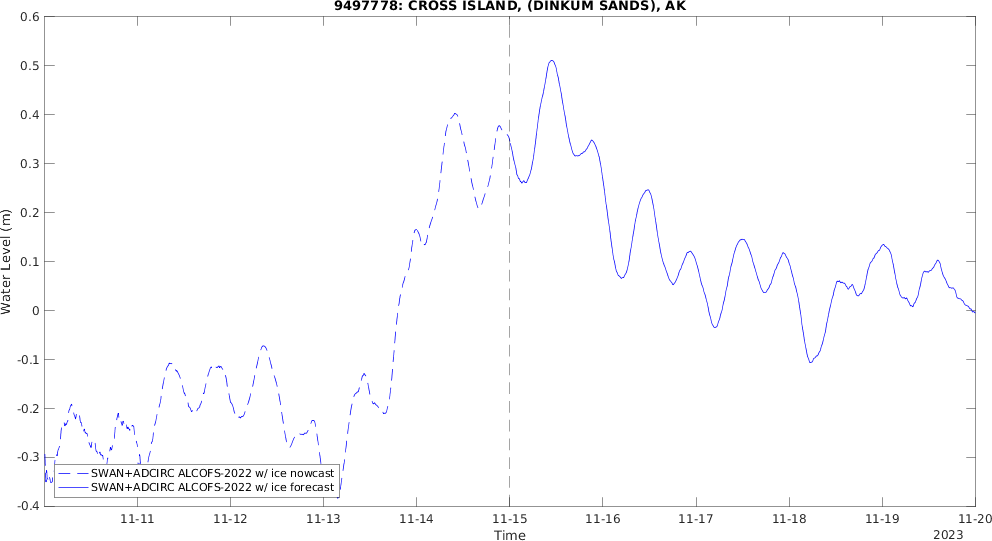 9497778: CROSS ISLAND, (DINKUM SANDS), AK
0.6
0.5
0.4
0.3
0.2
0.1
0
-0.1
-0.2
-0.3
-0.4
Water Level (m)
SWAN+ADCIRC ALCOFS-2022 w/ ice nowcast
SWAN+ADCIRC ALCOFS-2022 w/ ice forecast
11-11 11-12 11-13 11-14 11-15 11-16 11-17 11-18 11-19 11-20
Time
2023